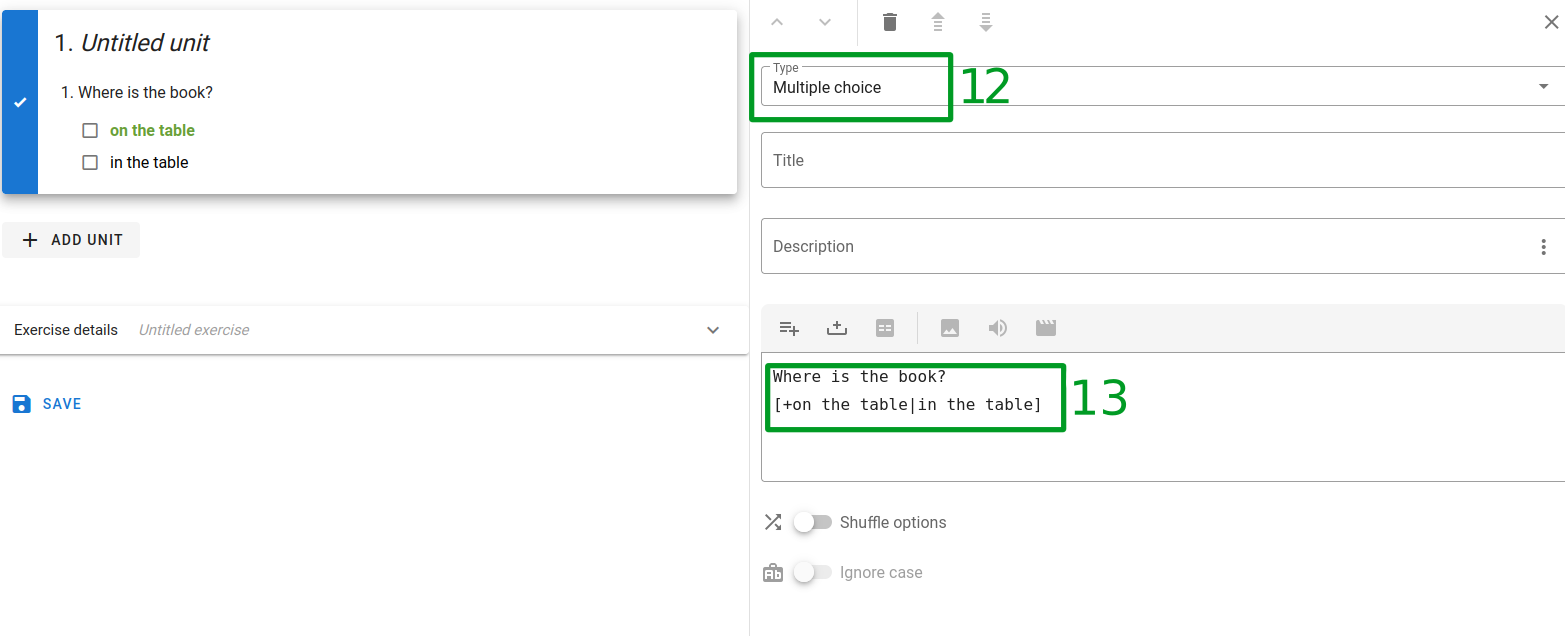 1. Untitled unit
1. Where is the book?
on the table
in the table
ADD UNIT
Exercise details Untitled exercise
SAVE
Type
Multiple choice
12
Title
Description
Where is the book?
[+on the table|in the table]
13
Shuffle options
Ab
Ignore case